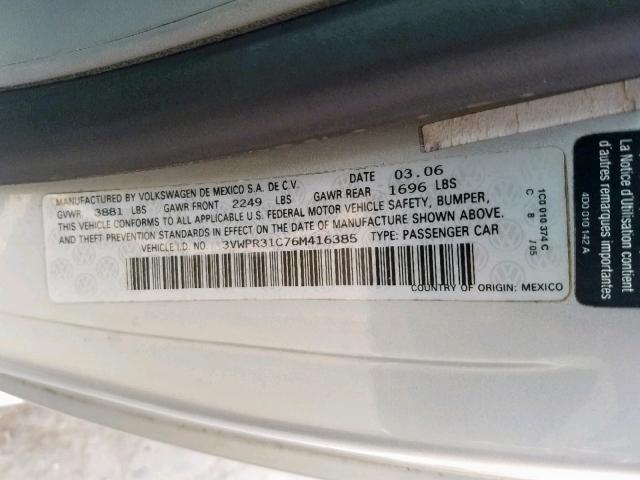 MANUFACTURED BY VOLKSWAGEN DE MEXICO S.A. DE C.V. DATE 03.06
GVWR 3881 LBS GAWR FRONT 2249 LBS GAWR REAR 1696 LBS
THIS VEHICLE CONFORMS TO ALL APPLICABLE U.S. FEDERAL MOTOR VEHICLE SAFETY, BUMPER,
AND THEFT PREVENTION STANDARDS IN EFFECT ON THE DATE OF MANUFACTURE SHOWN ABOVE.
VEHICLE I.D. NO. 3VWPR31C76M416385 TYPE: PASSENGER CAR
COUNTRY OF ORIGIN: MEXICO
1C0 010 374 C
C 8 /05
La Notice d'Utilisation contient
d'autres remarques importantes
4D0 010 142 A